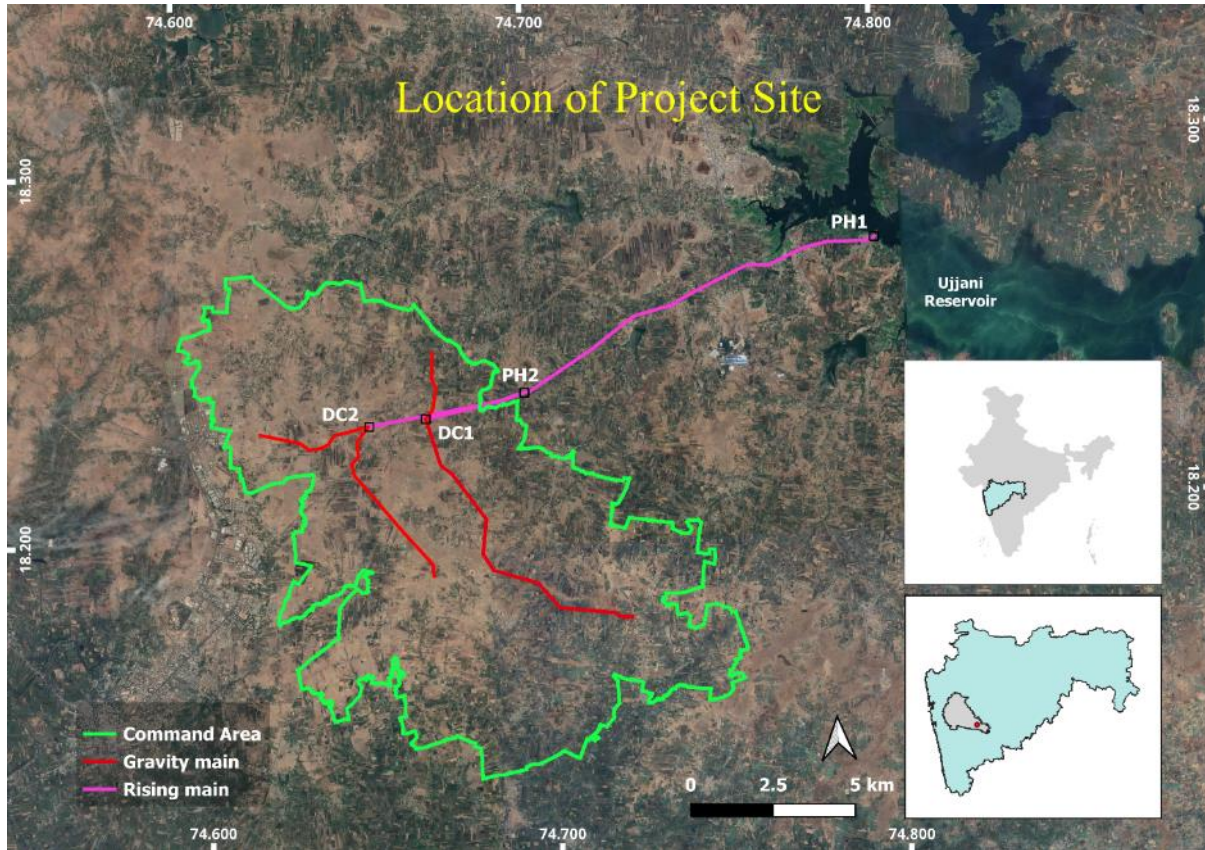 74.600
74.700
74.800
Location of Project Site
18.300
18.300
PH1
Ujjani
Reservoir
PH2
DC2
DC1
18.200
18.200
Command Area
Gravity main
Rising main
0
2.5
5 km
74.600
74.700
74.800